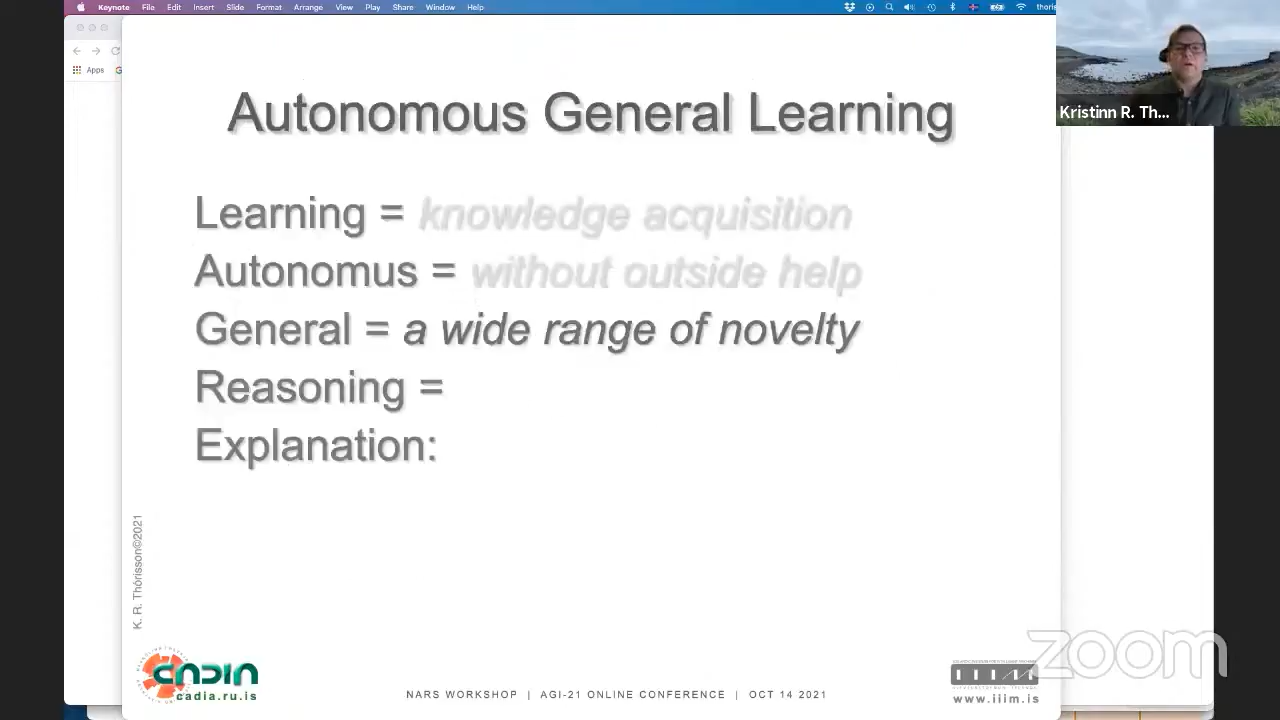 Keynote File Edit Insert Slide Format Arrange View Play Share Window Help
Apps
Kristinn R. Th...
Autonomous General Learning
Learning = knowledge acquisition
Autonomus = without outside help
General = a wide range of novelty
Reasoning =
Explanation:
K. R. Thórisson©2021
CADIA
cadia.ru.is
NARS WORKSHOP | AGI-21 ONLINE CONFERENCE | OCT 14 2021
IIIM
www.iiim.is
zoom